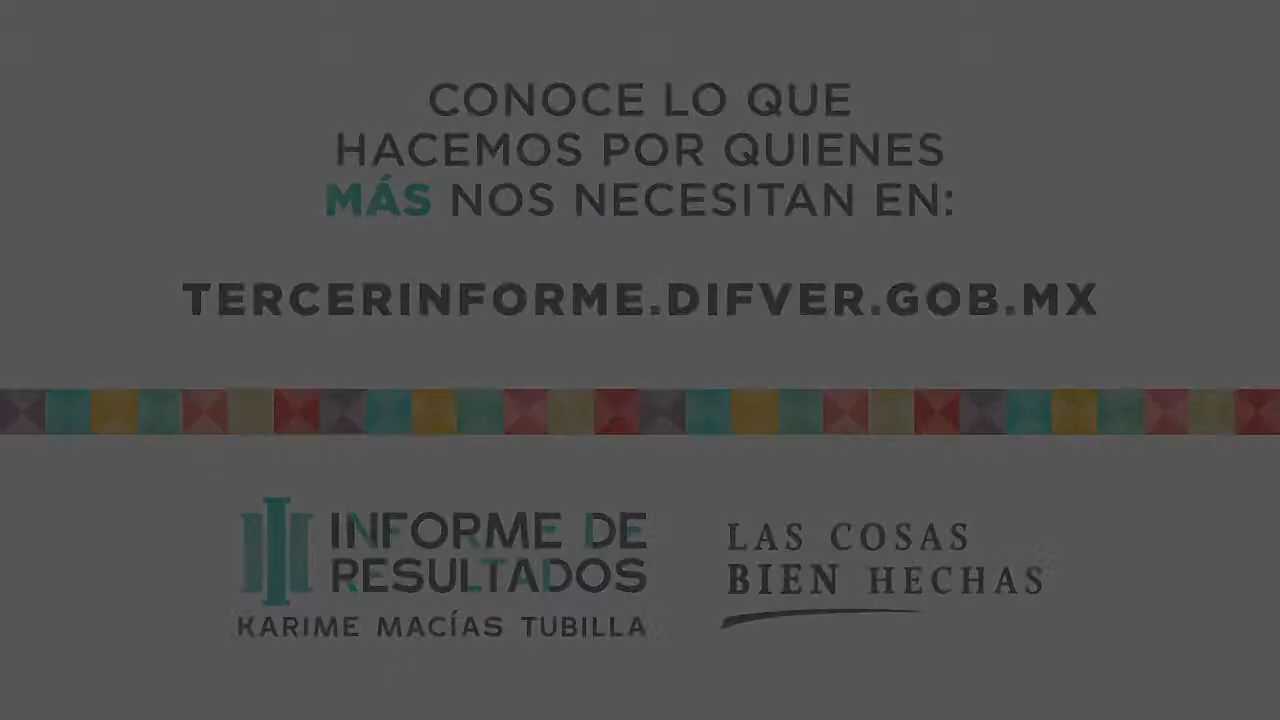 CONOCE LO QUE
HACEMOS POR QUIENES
MÁS NOS NECESITAN EN:
TERCERINFORME.DIFVER.GOB.MX
INFORME DE
RESULTADOS
KARIME MACÍAS TUBILLA
LAS COSAS
BIEN HECHAS